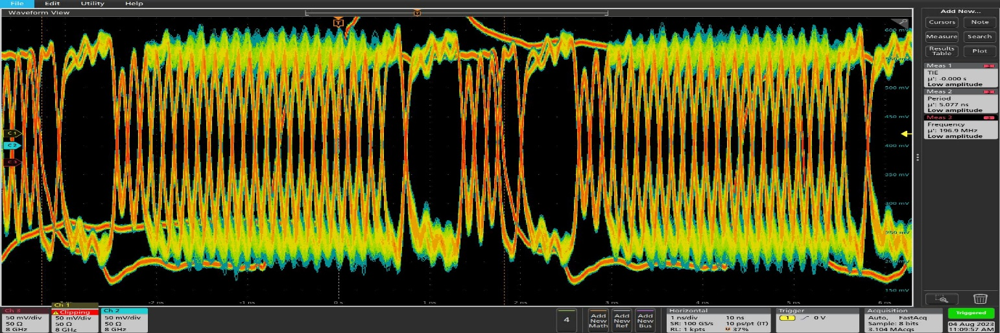 File Edit Utility Help
Waveform View
Add New...
Cursors Note
Measure Search
Results Table Plot
Meas 1
TIE
µ': -0.000 s
Low amplitude
Meas 2
Period
µ': 5.077 ns
Low amplitude
Meas 3
Frequency
µ': 196.9 MHz
Low amplitude
T
T
600 mV
550 mV
500 mV
450 mV
400 mV
350 mV
300 mV
250 mV
150 mV
C 1
C 2
C 3
-2 ns -1 ns 0 s 1 ns 2 ns 3 ns 4 ns 5 ns 6 ns
Ch 3
50 mV/div
50 Ω
8 GHz
Ch 1
Clipping
50 mV/div
50 Ω
8 GHz
Ch 2
50 mV/div
50 Ω
8 GHz
4
Add New Math
Add New Ref
Add New Bus
Horizontal
1 ns/div 10 ns
SR: 100 GS/s 10 ps/pt (IT)
RL: 1 kpts 37%
Trigger
1 0 V
Acquisition
Auto, FastAcq
Sample: 8 bits
3.104 MAcqs
Triggered
04 Aug 2023
11:09:57 AM